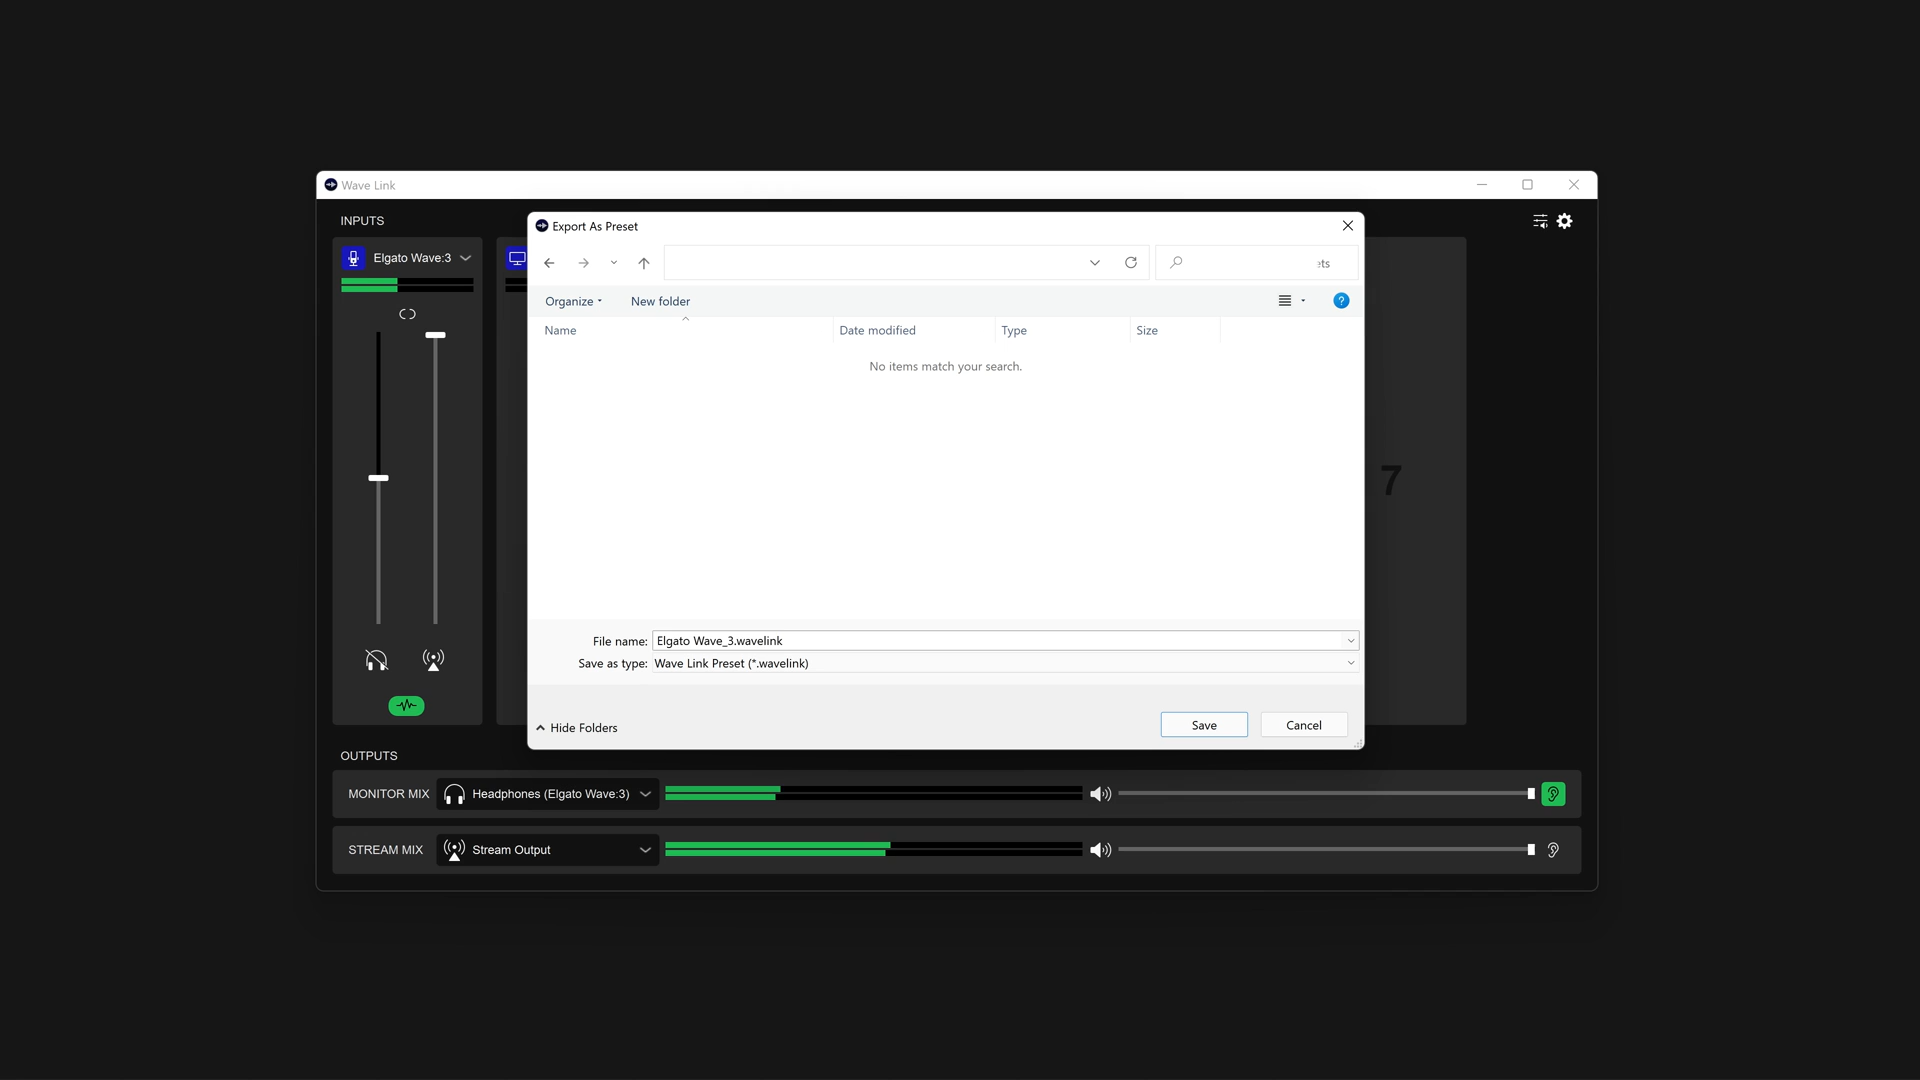 Wave Link
INPUTS
Elgato Wave:3
Export As Preset
Organize
New folder
?
Name
Date modified
Type
Size
No items match your search.
7
File name: Elgato Wave_3.wavelink
Save as type: Wave Link Preset (*.wavelink)
Hide Folders
Save
Cancel
OUTPUTS
MONITOR MIX
Headphones (Elgato Wave:3)
STREAM MIX
Stream Output